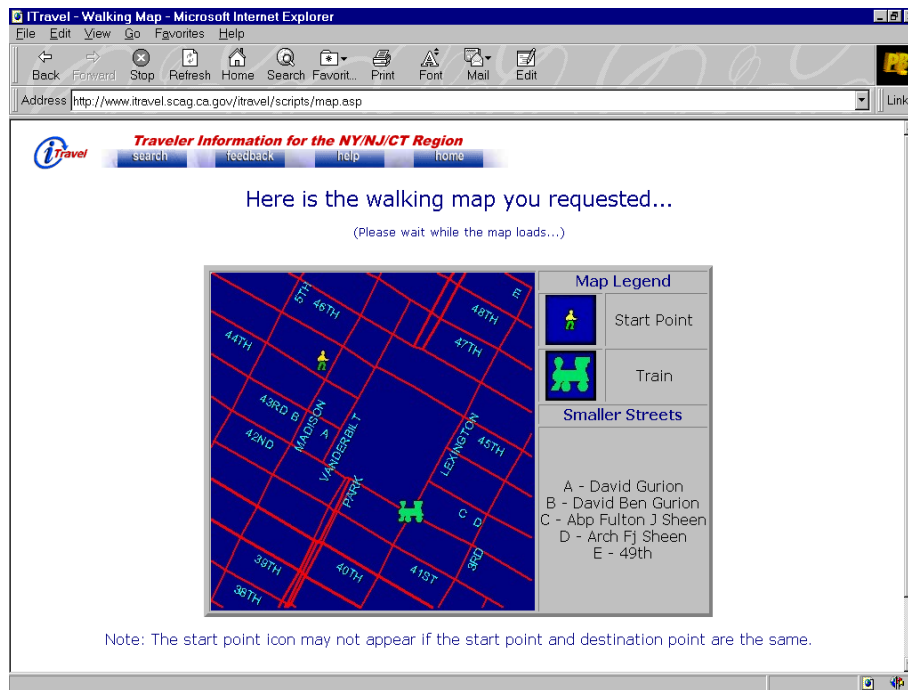 ITravel - Walking Map - Microsoft Internet Explorer
File Edit View Go Favorites Help
Back Forward Stop Refresh Home Search Favorit... Print Font Mail Edit
Address http://www.itravel.scag.ca.gov/itravel/scripts/map.asp
Link
iTravel
Traveler Information for the NY/NJ/CT Region
search feedback help home
Here is the walking map you requested...
(Please wait while the map loads...)
5TH
46TH
E
48TH
44TH
47TH
43RD B
MADISON
A
42ND
VANDERBILT
LEXINGTON
45TH
PARK
C D
3RD
39TH
40TH
41ST
38TH
Map Legend
Start Point
Train
Smaller Streets
A - David Gurion
B - David Ben Gurion
C - Abp Fulton J Sheen
D - Arch Fj Sheen
E - 49th
Note: The start point icon may not appear if the start point and destination point are the same.